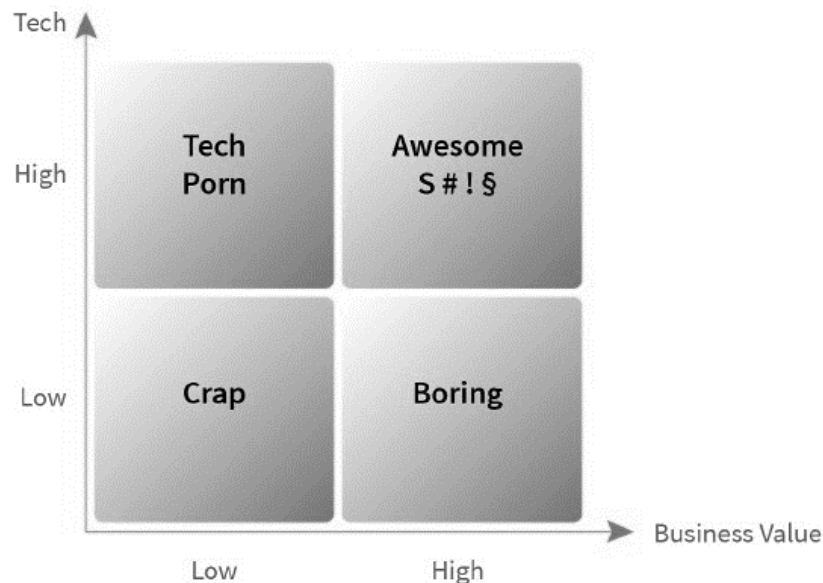 Tech
High
Tech
Porn
Awesome
S # ! §
Low
Crap
Boring
Business Value
Low
High